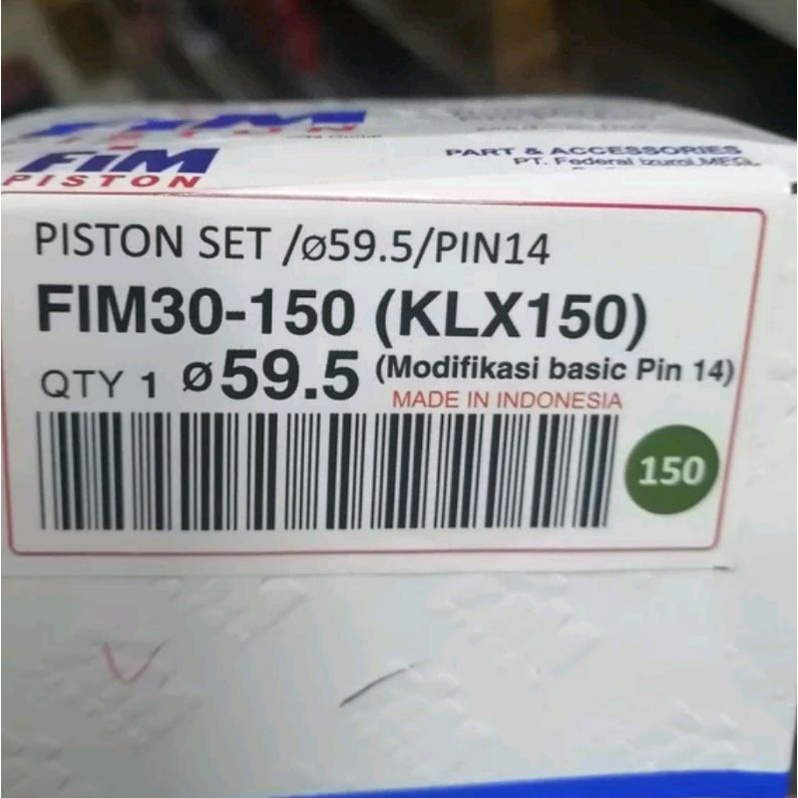 FIM
PISTON
PART & ACCESSORIES
PT. Federal Izumi MFG.
PISTON SET /ø59.5/PIN14
FIM30-150 (KLX150)
QTY 1 ø59.5 (Modifikasi basic Pin 14)
MADE IN INDONESIA
150